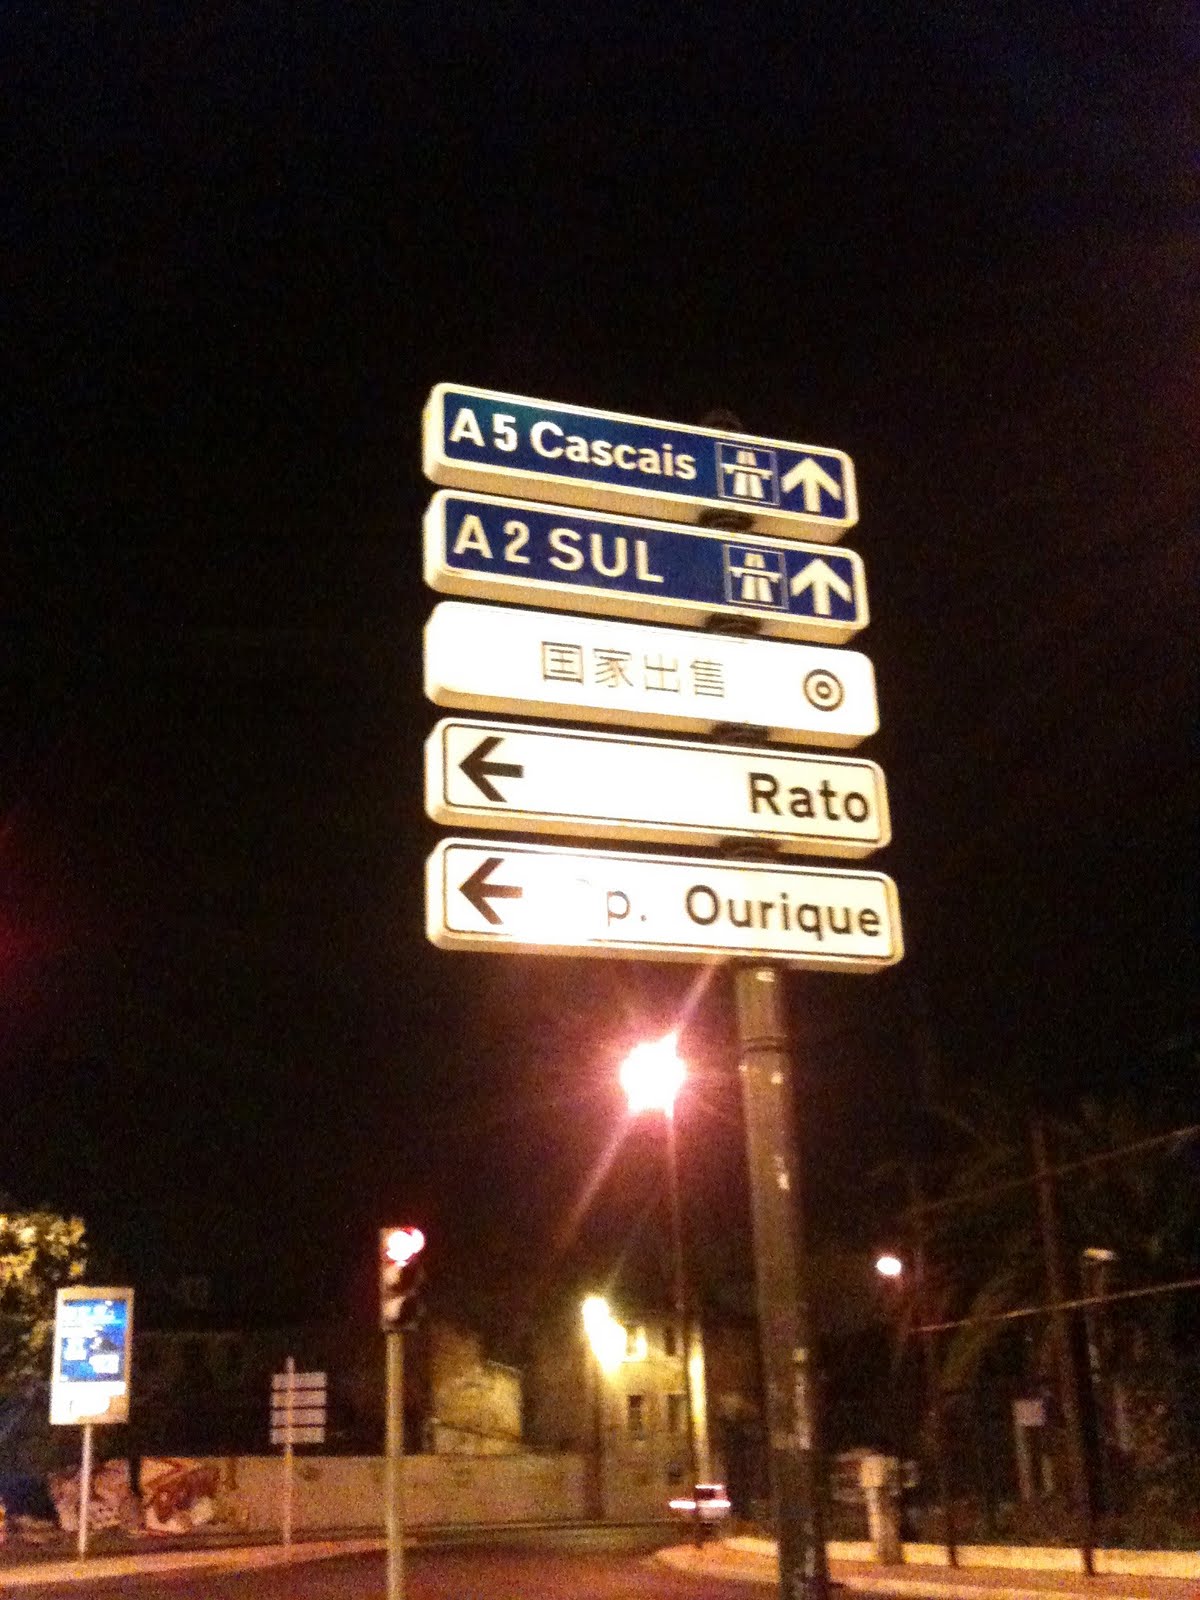 A5 Cascais
A2 SUL
国家出售
Rato
p. Ourique